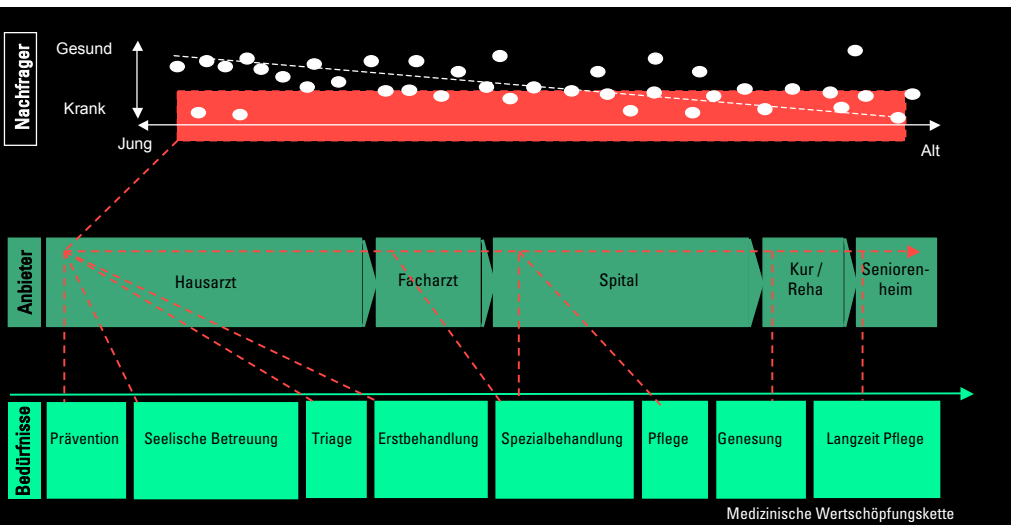 Nachfrager
Gesund
Krank
Jung
Alt
Anbieter
Hausarzt
Facharzt
Spital
Kur /
Reha
Senioren-
heim
Bedürfnisse
Prävention
Seelische Betreuung
Triage
Erstbehandlung
Spezialbehandlung
Pflege
Genesung
Langzeit Pflege
Medizinische Wertschöpfungskette